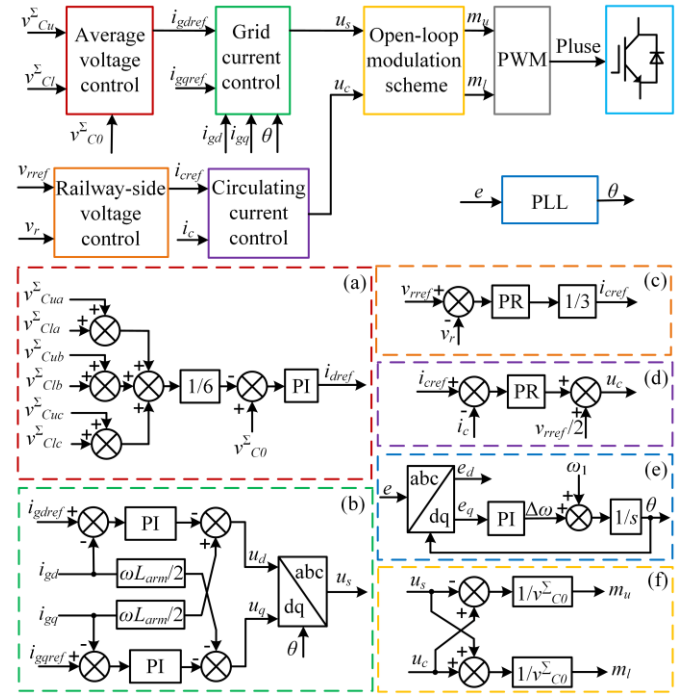 v^Σ_Cu
v^Σ_Cl
Average voltage control
v^Σ_C0
i_gdref
i_gqref
Grid current control
i_gd i_gq θ
u_s
u_c
Open-loop modulation scheme
m_u
m_l
PWM
Pluse
v_rref
v_r
Railway-side voltage control
i_cref
i_c
Circulating current control
e
PLL
θ
(a)
v^Σ_Cua
v^Σ_Cla
v^Σ_Cub
v^Σ_Clb
v^Σ_Cuc
v^Σ_Clc
+ + + + + + + + +
1/6
- +
v^Σ_C0
PI
i_dref
(b)
i_gdref
+ -
PI
- +
i_gd
ωL_arm/2
i_gq
ωL_arm/2
i_gqref
+ -
PI
- -
u_d
u_q
abc
dq
θ
u_s
(c)
v_rref
+ -
v_r
PR
1/3
i_cref
(d)
i_cref
+ -
i_c
PR
+ +
v_rref/2
u_c
(e)
e
abc
dq
e_d
e_q
PI
Δω
ω_1
+ +
1/s
θ
(f)
u_s
- +
1/v^Σ_C0
m_u
u_c
+ +
1/v^Σ_C0
m_l